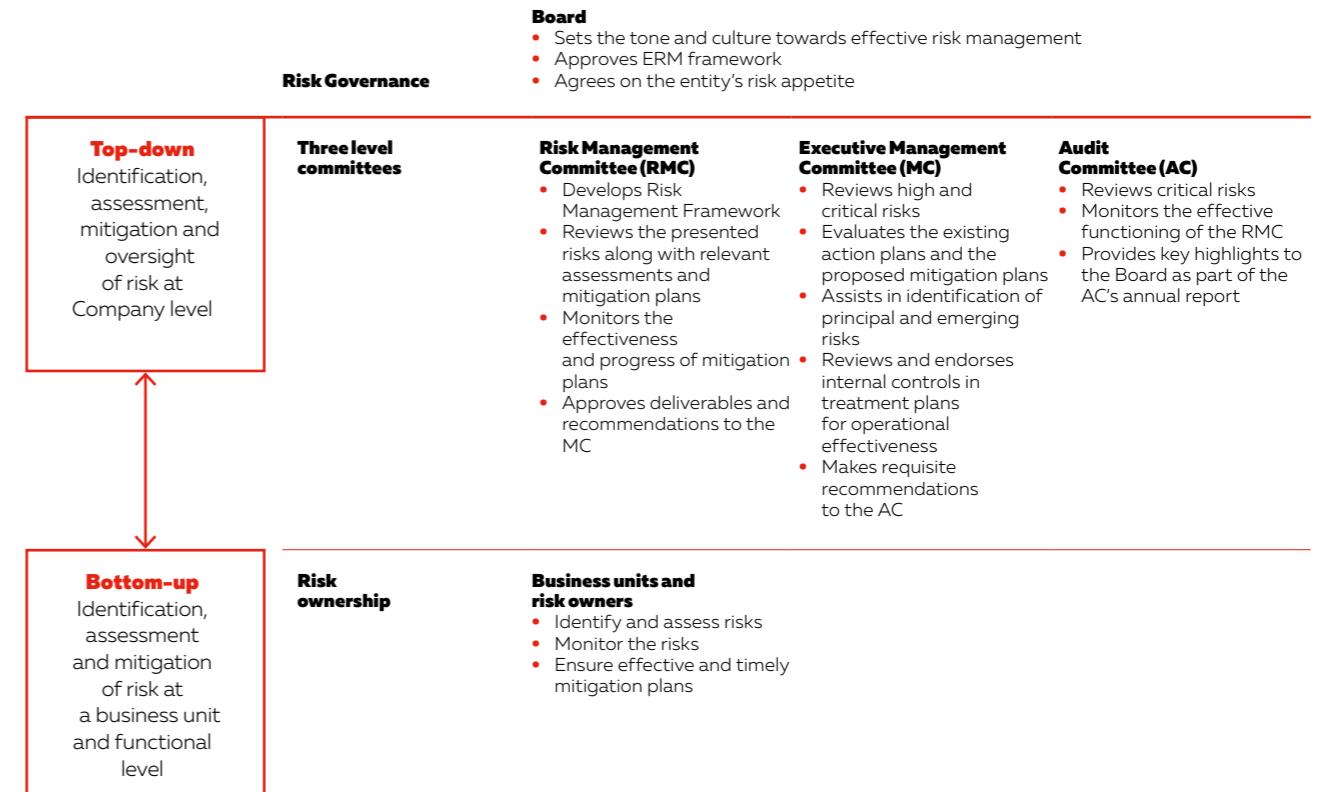 Board
• Sets the tone and culture towards effective risk management
• Approves ERM framework
Risk Governance
• Agrees on the entity's risk appetite
Top-down
Identification,
assessment,
mitigation and
oversight
of risk at
Company level
Three level
committees
Risk Management
Committee (RMC)
• Develops Risk
Management Framework
• Reviews the presented
risks along with relevant
assessments and
mitigation plans
• Monitors the
effectiveness
and progress of mitigation
plans
• Approves deliverables and
recommendations to the
MC
Executive Management
Committee (MC)
• Reviews high and
critical risks
• Evaluates the existing
action plans and the
proposed mitigation plans
• Assists in identification of
principal and emerging
risks
• Reviews and endorses
internal controls in
treatment plans
for operational
effectiveness
• Makes requisite
recommendations
to the AC
Audit
Committee (AC)
• Reviews critical risks
• Monitors the effective
functioning of the RMC
• Provides key highlights to
the Board as part of the
AC's annual report
Bottom-up
Identification,
assessment
and mitigation
of risk at
a business unit
and functional
level
Risk
ownership
Business units and
risk owners
• Identify and assess risks
• Monitor the risks
• Ensure effective and timely
mitigation plans